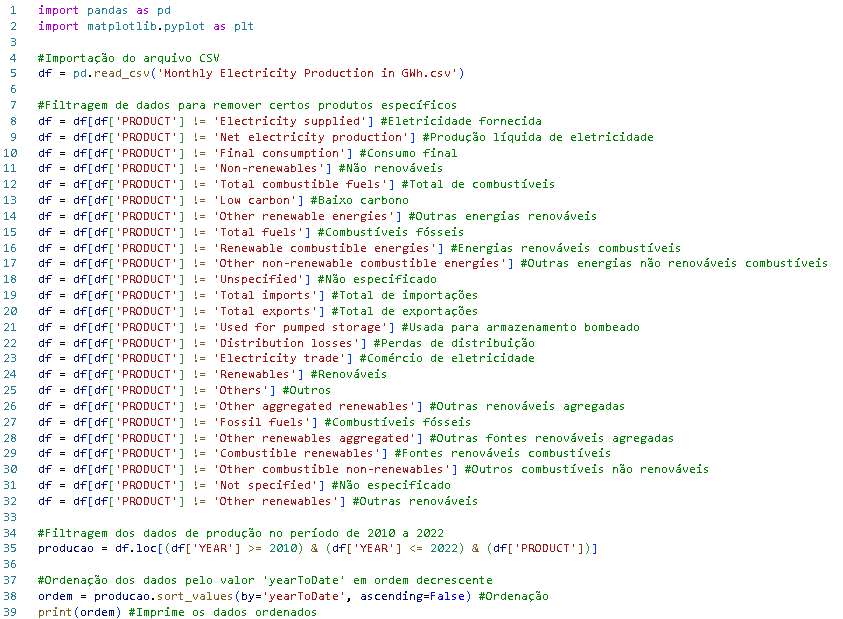 1 import pandas as pd
2 import matplotlib.pyplot as plt
3
4 #Importação do arquivo CSV
5 df = pd.read_csv('Monthly Electricity Production in GWh.csv')
6
7 #Filtragem de dados para remover certos produtos específicos
8 df = df[df['PRODUCT'] != 'Electricity supplied'] #Eletricidade fornecida
9 df = df[df['PRODUCT'] != 'Net electricity production'] #Produção líquida de eletricidade
10 df = df[df['PRODUCT'] != 'Final consumption'] #Consumo final
11 df = df[df['PRODUCT'] != 'Non-renewables'] #Não renováveis
12 df = df[df['PRODUCT'] != 'Total combustible fuels'] #Total de combustíveis
13 df = df[df['PRODUCT'] != 'Low carbon'] #Baixo carbono
14 df = df[df['PRODUCT'] != 'Other renewable energies'] #Outras energias renováveis
15 df = df[df['PRODUCT'] != 'Total fuels'] #Combustíveis fósseis
16 df = df[df['PRODUCT'] != 'Renewable combustible energies'] #Energias renováveis combustíveis
17 df = df[df['PRODUCT'] != 'Other non-renewable combustible energies'] #Outras energias não renováveis combustíveis
18 df = df[df['PRODUCT'] != 'Unspecified'] #Não especificado
19 df = df[df['PRODUCT'] != 'Total imports'] #Total de importações
20 df = df[df['PRODUCT'] != 'Total exports'] #Total de exportações
21 df = df[df['PRODUCT'] != 'Used for pumped storage'] #Usada para armazenamento bombeado
22 df = df[df['PRODUCT'] != 'Distribution losses'] #Perdas de distribuição
23 df = df[df['PRODUCT'] != 'Electricity trade'] #Comércio de eletricidade
24 df = df[df['PRODUCT'] != 'Renewables'] #Renováveis
25 df = df[df['PRODUCT'] != 'Others'] #Outros
26 df = df[df['PRODUCT'] != 'Other aggregated renewables'] #Outras renováveis agregadas
27 df = df[df['PRODUCT'] != 'Fossil fuels'] #Combustíveis fósseis
28 df = df[df['PRODUCT'] != 'Other renewables aggregated'] #Outras fontes renováveis agregadas
29 df = df[df['PRODUCT'] != 'Combustible renewables'] #Fontes renováveis combustíveis
30 df = df[df['PRODUCT'] != 'Other combustible non-renewables'] #Outros combustíveis não renováveis
31 df = df[df['PRODUCT'] != 'Not specified'] #Não especificado
32 df = df[df['PRODUCT'] != 'Other renewables'] #Outras renováveis
33
34 #Filtragem dos dados de produção no período de 2010 a 2022
35 producao = df.loc[(df['YEAR'] >= 2010) & (df['YEAR'] <= 2022) & (df['PRODUCT'])]
36
37 #Ordenação dos dados pelo valor 'yearToDate' em ordem decrescente
38 ordem = producao.sort_values(by='yearToDate', ascending=False) #Ordenação
39 print(ordem) #Imprime os dados ordenados